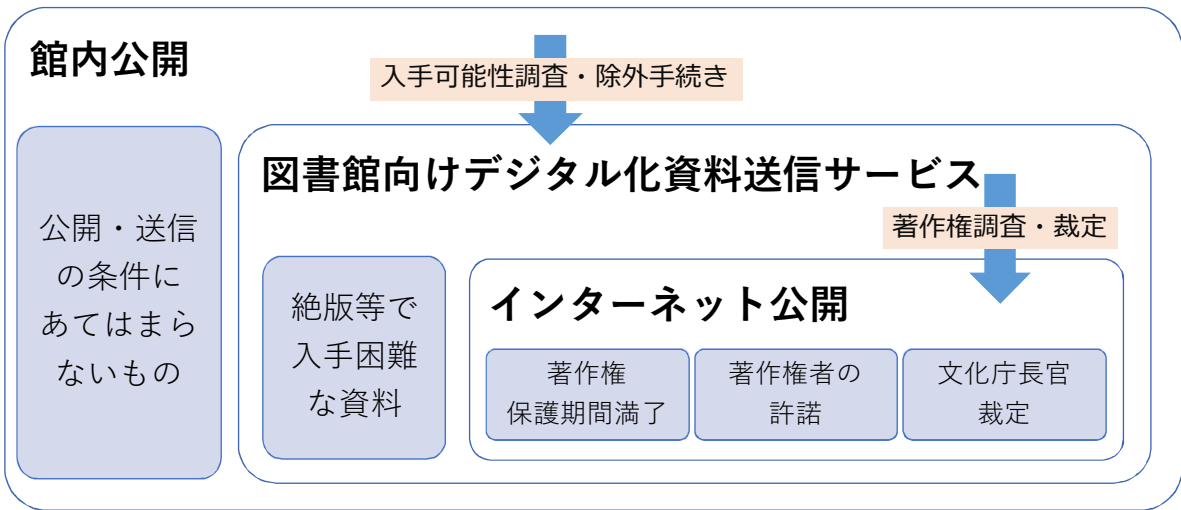 館内公開
入手可能性調査・除外手続き
公開・送信
の条件に
あてはまら
ないもの
図書館向けデジタル化資料送信サービス
著作権調査・裁定
絶版等で
入手困難
な資料
インターネット公開
著作権
保護期間満了
著作権者の
許諾
文化庁長官
裁定